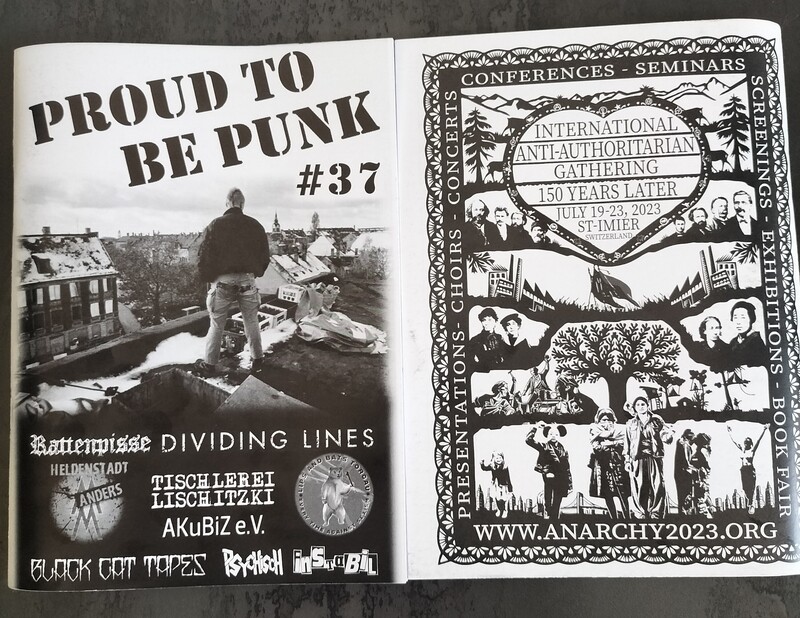 PROUD TO
BE PUNK
#37
Rattenpisse DIVIDING LINES
HELDENSTADT
ANDERS
TISCHLEREI
LISCHITZKI
AKuBiZ e.V.
BLACK CAT TAPES PSYCHISCH iNSTABiL
CONFERENCES - SEMINARS
SCREENINGS - EXHIBITIONS - BOOK FAIR
PRESENTATIONS - CHOIRS - CONCERTS
INTERNATIONAL
ANTI-AUTHORITARIAN
GATHERING
150 YEARS LATER
JULY 19-23, 2023
ST-IMIER
SWITZERLAND
WWW.ANARCHY2023.ORG